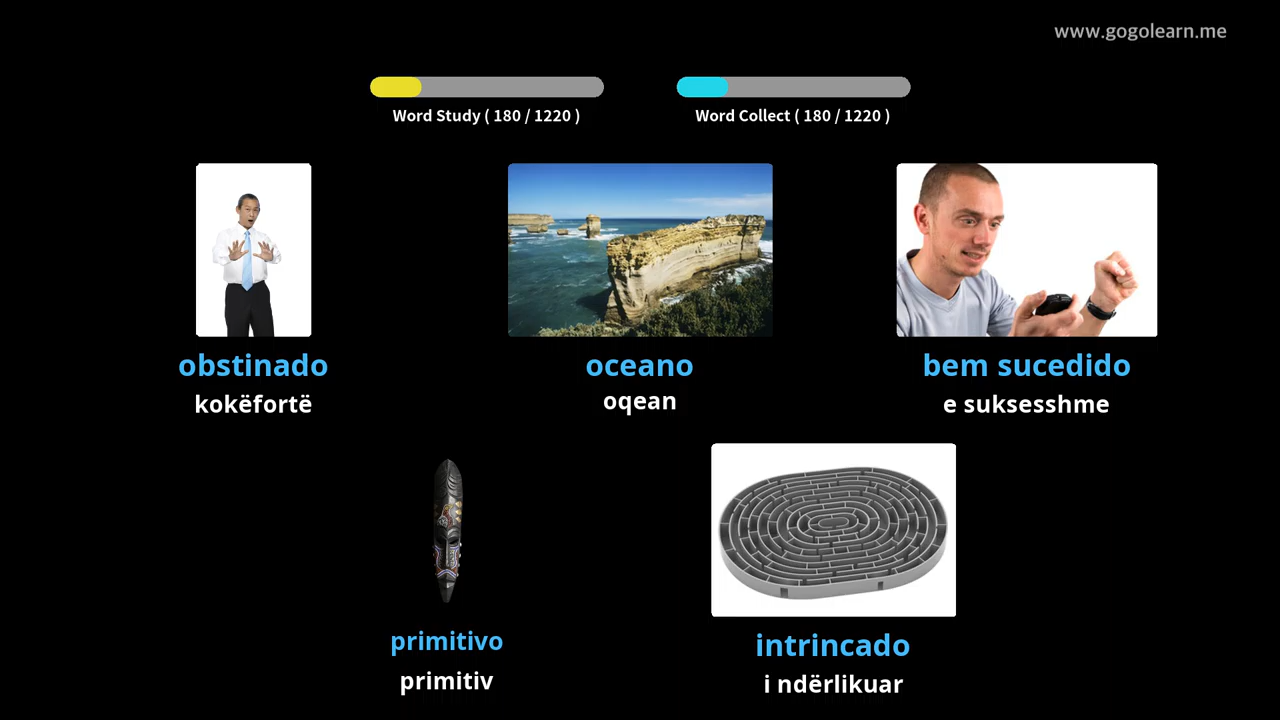 www.gogolearn.me
Word Study ( 180 / 1220 )
Word Collect ( 180 / 1220 )
obstinado
kokëfortë
oceano
oqean
bem sucedido
e suksesshme
primitivo
primitiv
intrincado
i ndërlikuar